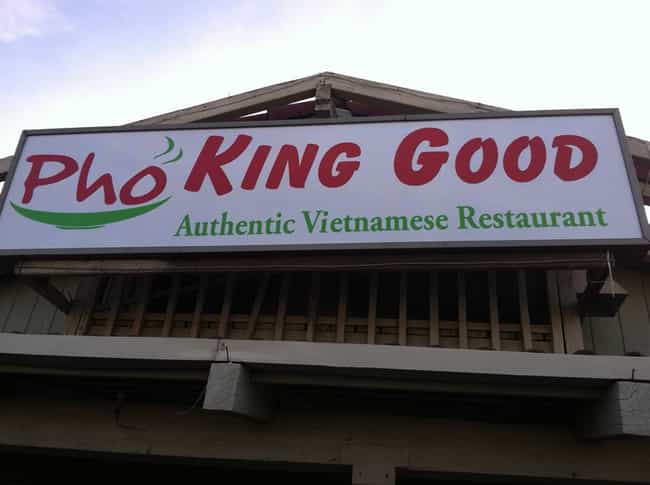 Phở KING GOOD
Authentic Vietnamese Restaurant